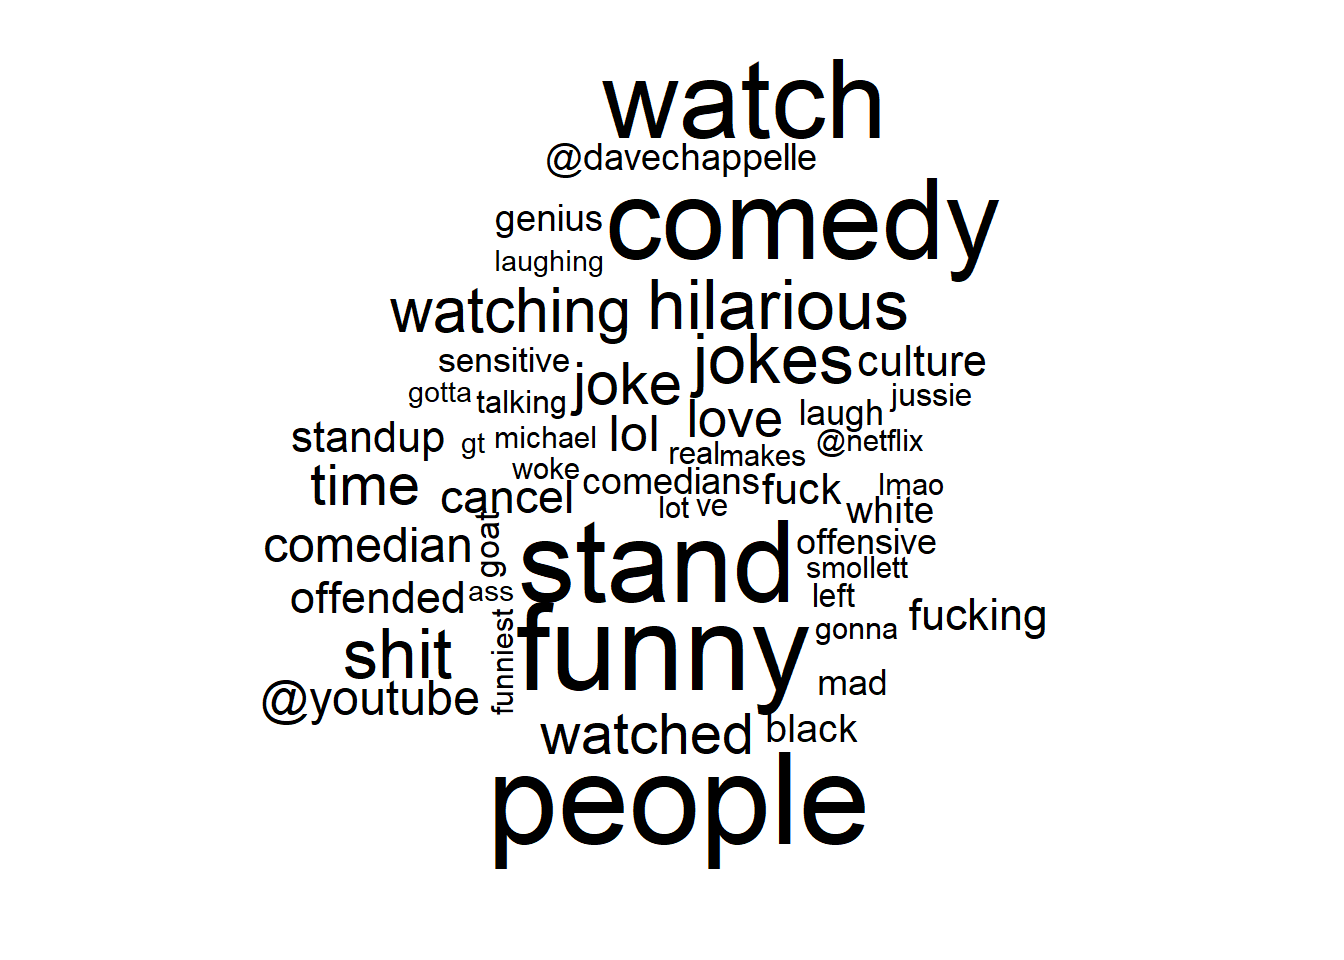 watch
@davechappelle
genius
comedy
laughing
watching
hilarious
sensitive
joke
jokes
culture
gotta
talking
love
laugh
jussie
standup
gt
michael
lol
real
makes
@netflix
time
woke
cancel
comedians
fuck
lmao
lot
ve
white
comedian
goat
stand
offensive
smollett
offended
ass
left
funniest
funny
gonna
fucking
shit
@youtube
mad
watched
black
people